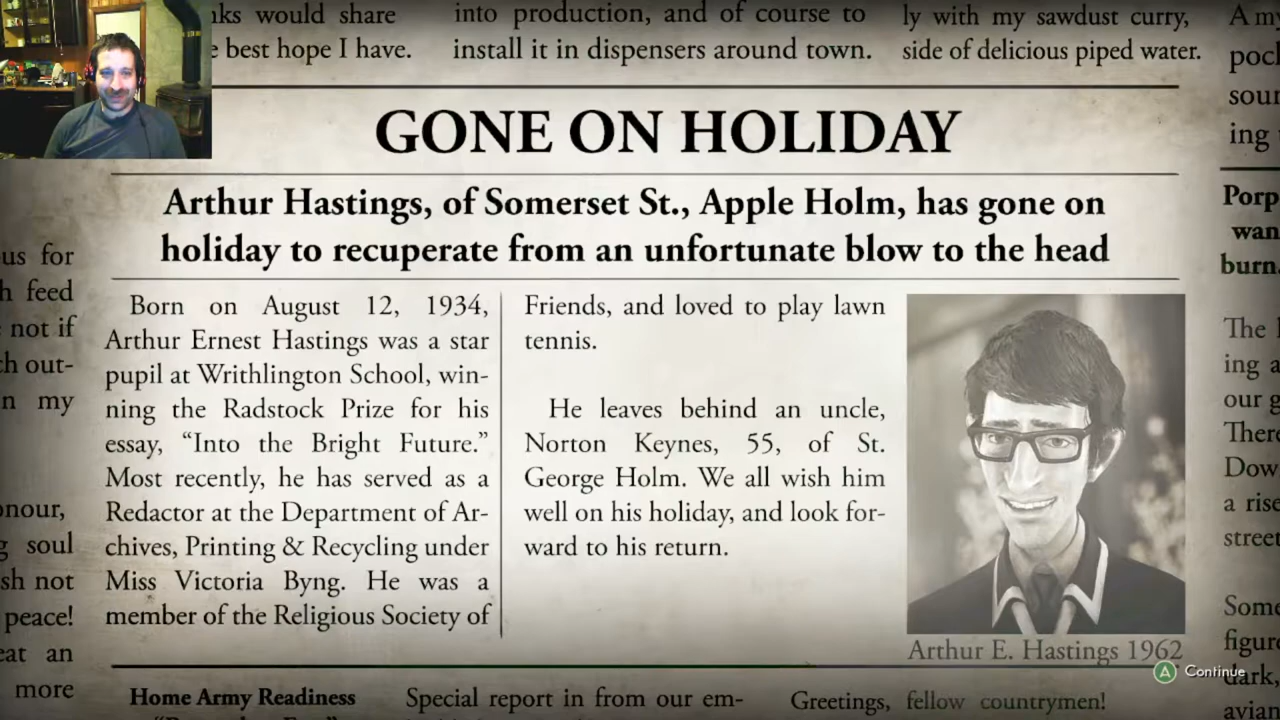 nks would share
e best hope I have.
into production, and of course to
install it in dispensers around town.
ly with my sawdust curry,
side of delicious piped water.
A my
pock
soun
ing
GONE ON HOLIDAY
Arthur Hastings, of Somerset St., Apple Holm, has gone on
holiday to recuperate from an unfortunate blow to the head
ous for
h feed
not if
ch out-
n my
onour,
g soul
sh not
peace!
eat an
more
Born on August 12, 1934,
Arthur Ernest Hastings was a star
pupil at Writhlington School, win-
ning the Radstock Prize for his
essay, “Into the Bright Future.”
Most recently, he has served as a
Redactor at the Department of Ar-
chives, Printing & Recycling under
Miss Victoria Byng. He was a
member of the Religious Society of
Friends, and loved to play lawn
tennis.
He leaves behind an uncle,
Norton Keynes, 55, of St.
George Holm. We all wish him
well on his holiday, and look for-
ward to his return.
Arthur E. Hastings 1962
A Continue
Porp
wan
burn.
The
ing a
our g
There
Dow
a rise
street
Some
figur
dark,
avian
Home Army Readiness
Special report in from our em-
Greetings, fellow countrymen!